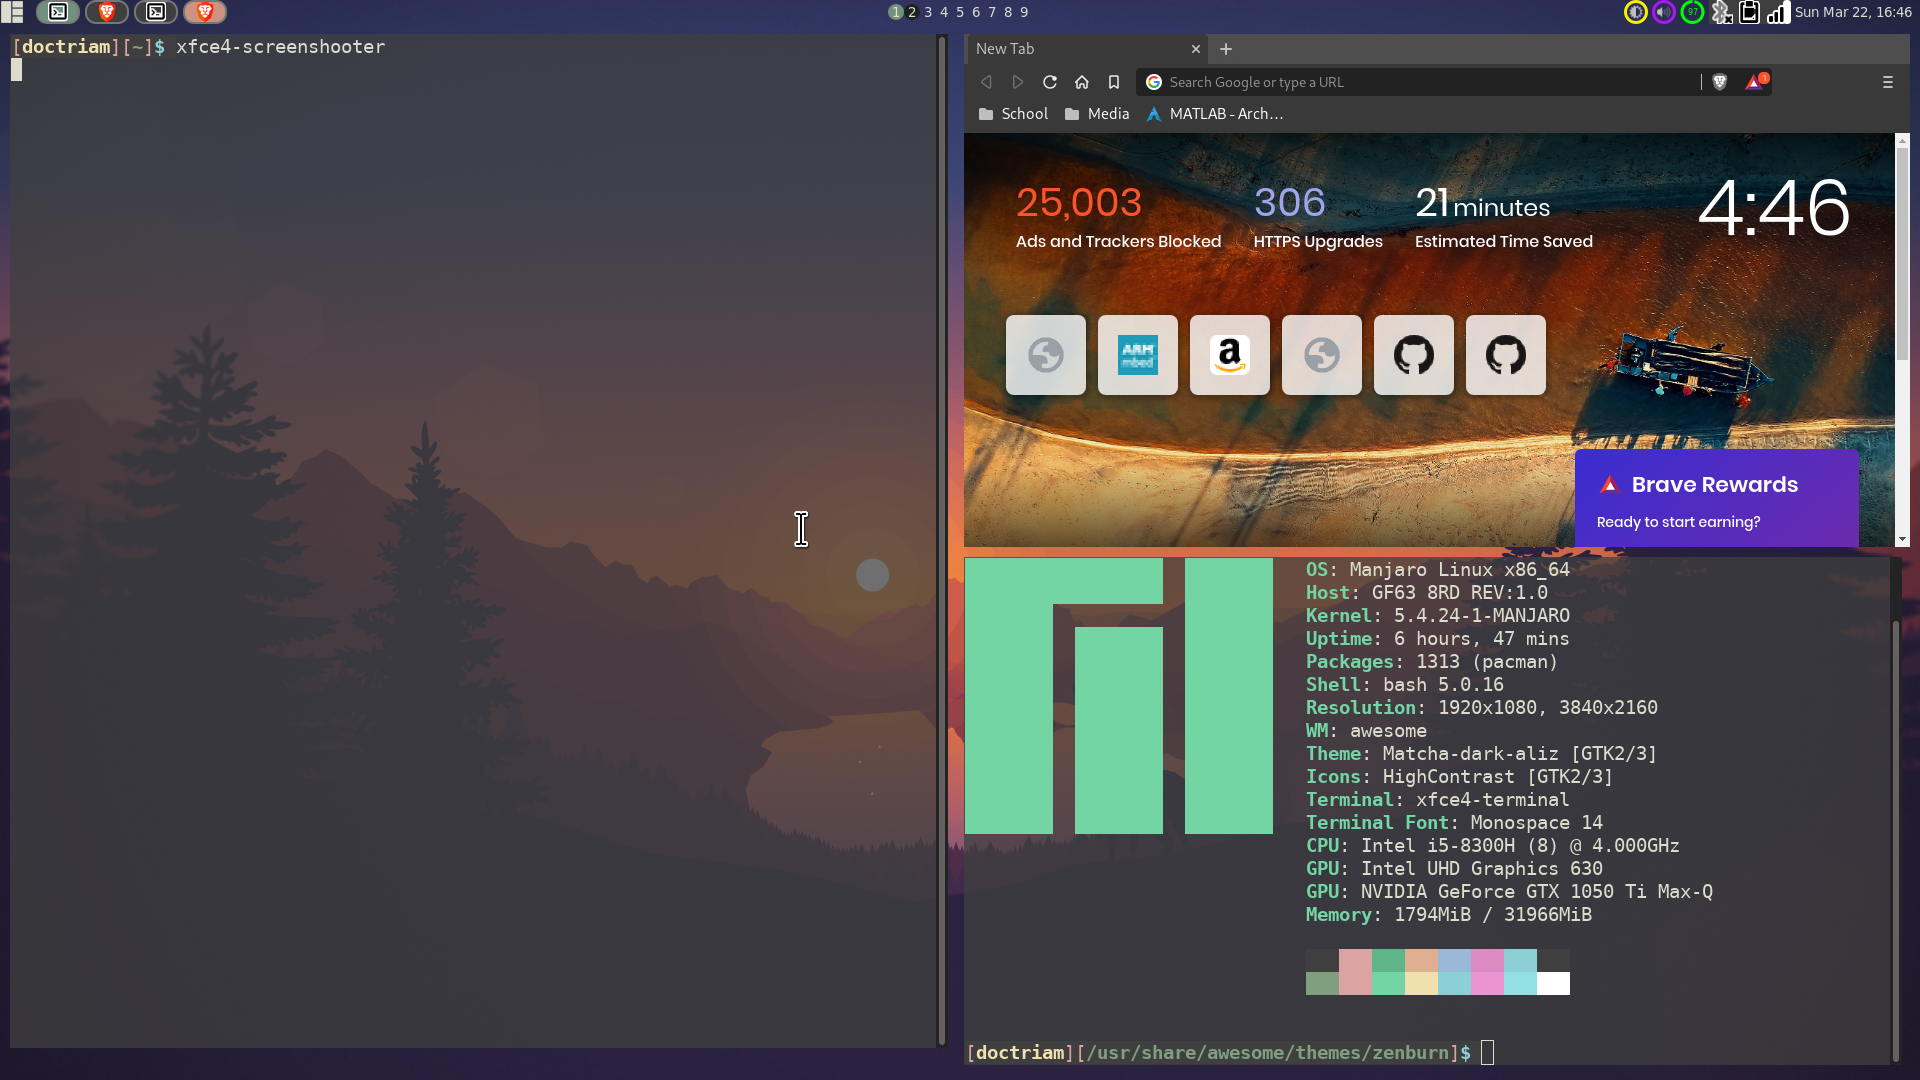 1 2 3 4 5 6 7 8 9
97
Sun Mar 22, 16:46
[doctriam][~]$ xfce4-screenshooter
New Tab
Search Google or type a URL
1
School
Media
MATLAB - Arch…
25,003
Ads and Trackers Blocked
306
HTTPS Upgrades
21 minutes
Estimated Time Saved
4:46
ARM
mbed
a
Brave Rewards
Ready to start earning?
OS: Manjaro Linux x86_64
Host: GF63 8RD REV:1.0
Kernel: 5.4.24-1-MANJARO
Uptime: 6 hours, 47 mins
Packages: 1313 (pacman)
Shell: bash 5.0.16
Resolution: 1920x1080, 3840x2160
WM: awesome
Theme: Matcha-dark-aliz [GTK2/3]
Icons: HighContrast [GTK2/3]
Terminal: xfce4-terminal
Terminal Font: Monospace 14
CPU: Intel i5-8300H (8) @ 4.000GHz
GPU: Intel UHD Graphics 630
GPU: NVIDIA GeForce GTX 1050 Ti Max-Q
Memory: 1794MiB / 31966MiB
[doctriam][/usr/share/awesome/themes/zenburn]$